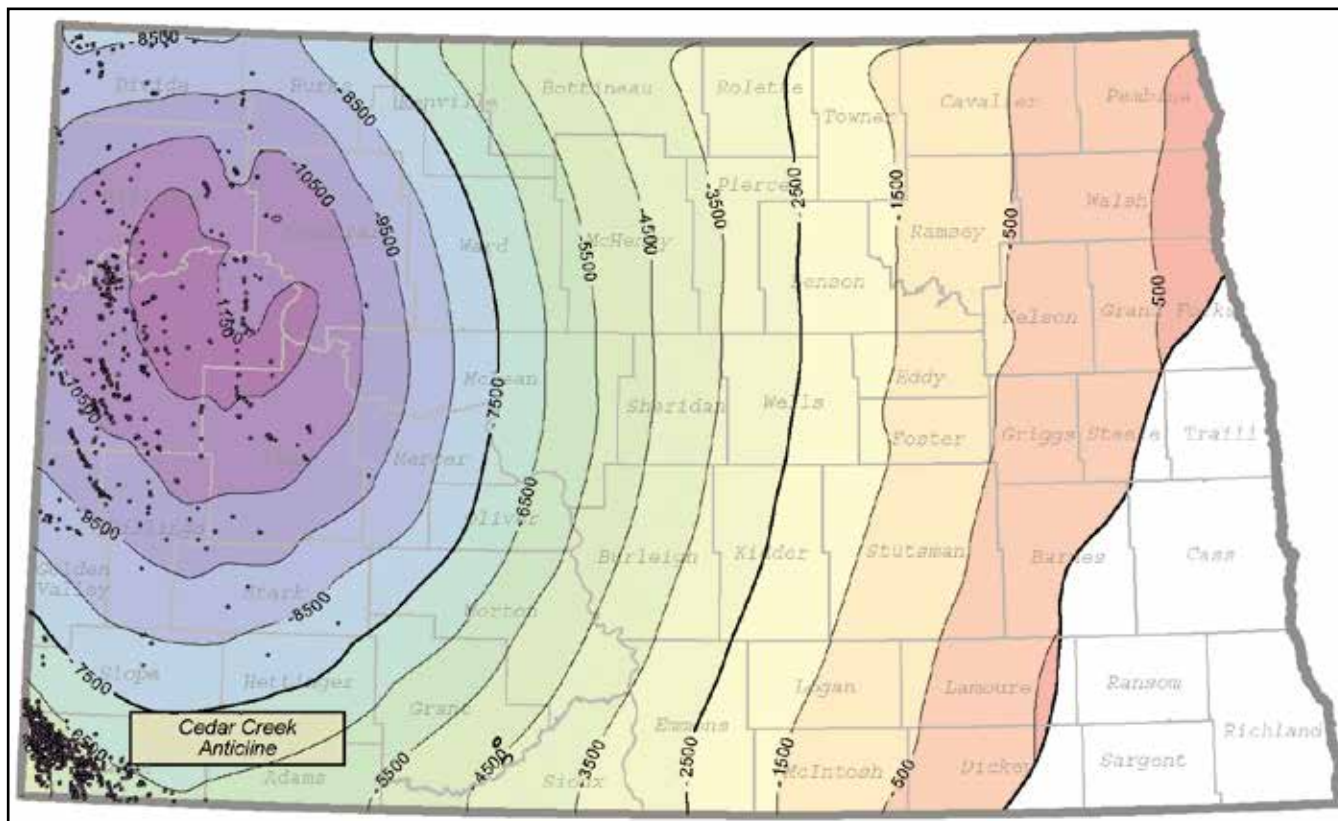 -8500
Divide
Burke
Renville
Bottineau
Rolette
Towner
Cavalier
Pembina
-8500
-10500
-9500
Ward
McHenry
Pierce
Benson
Ramsey
Walsh
-5500
-4500
-3500
-2500
-1500
-500
500
-11500
Nelson
Grand Forks
-10500
McLean
-7500
Sheridan
Wells
Eddy
Foster
Griggs
Steele
Traill
Mercer
-6500
Oliver
-9500
Golden
Valley
Stark
-8500
Morton
Burleigh
Kidder
Stutsman
Barnes
Cass
-7500
Slope
Hettinger
Grant
Emmons
Logan
Lamoure
Ransom
Richland
-6500
Cedar Creek
Anticline
Adams
-5500
-4500
Sioux
-3500
-2500
-1500
McIntosh
-500
Dickey
Sargent